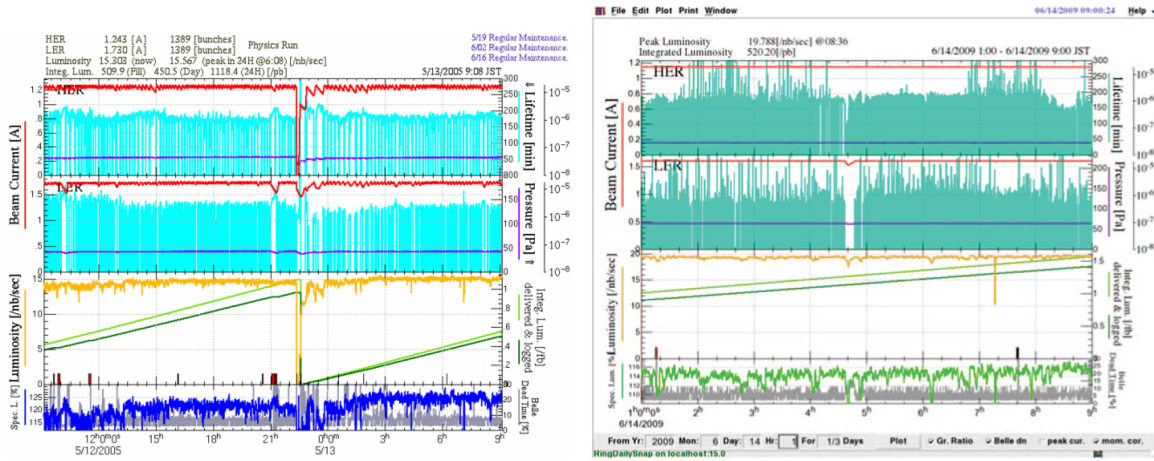 HER 1.243 [A] 1389 [bunches]
LER 1.730 [A] 1389 [bunches] Physics Run
Luminosity 15.303 (now) 15.567 (peak in 24H @6:08) [/nb/sec]
Integ. Lum. 509.9 (Fill) 450.5 (Day) 1118.4 (24H) [/pb]
5/19 Regular Maintenance.
6/02 Regular Maintenance.
6/16 Regular Maintenance.
5/13/2005 9:08 JST
HER
LER
Beam Current [A]
Luminosity [/nb/sec]
Spec. L. [%]
Lifetime [min]
Pressure [Pa]
Integ. Lum. [/fb]
delivered & logged
Belle
Dead Time [%]
12h0m0s 15h 18h 21h 0h0m0s 3h 6h 9h
5/12/2005 5/13
File Edit Plot Print Window 06/14/2009 09:00:24 Help
Peak Luminosity 19.788[/nb/sec] @08:36
Integrated Luminosity 520.20[/pb] 6/14/2009 1:00 - 6/14/2009 9:00 JST
HER
LER
Beam Current [A]
Luminosity [/nb/sec]
Spec. Lum. [%]
Lifetime [min]
Pressure [Pa]
Integ. Lum. [/fb]
delivered & logged
Belle
Dead Time [%]
1h0m0s 2h 3h 4h 5h 6h 7h 8h 9h
6/14/2009
From Yr: 2009 Mon: 6 Day: 14 Hr: 1 For 1/3 Days Plot Gr. Ratio Belle dn peak cur. mom. cor.
RingDailySnap on localhost:15.0